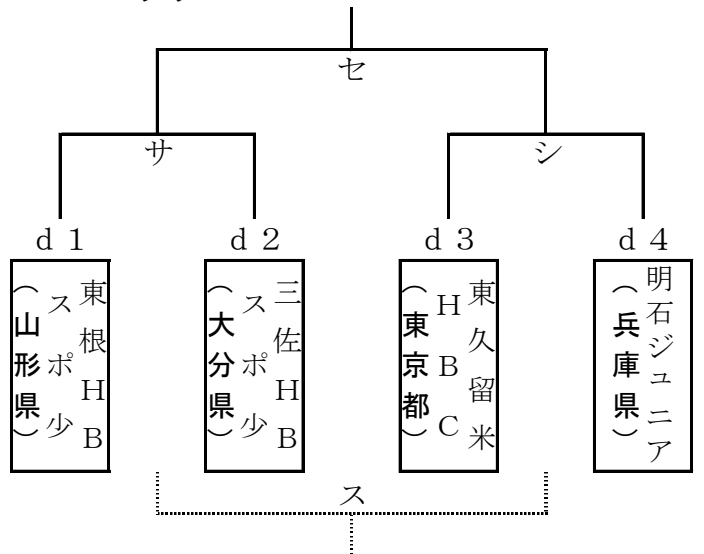 セ
サ
シ
d 1
d 2
d 3
d 4
東根HB
スポ少
(山形県)
三佐HB
スポ少
(大分県)
東久留米
HBC
(東京都)
明石ジュニア
(兵庫県)
ス